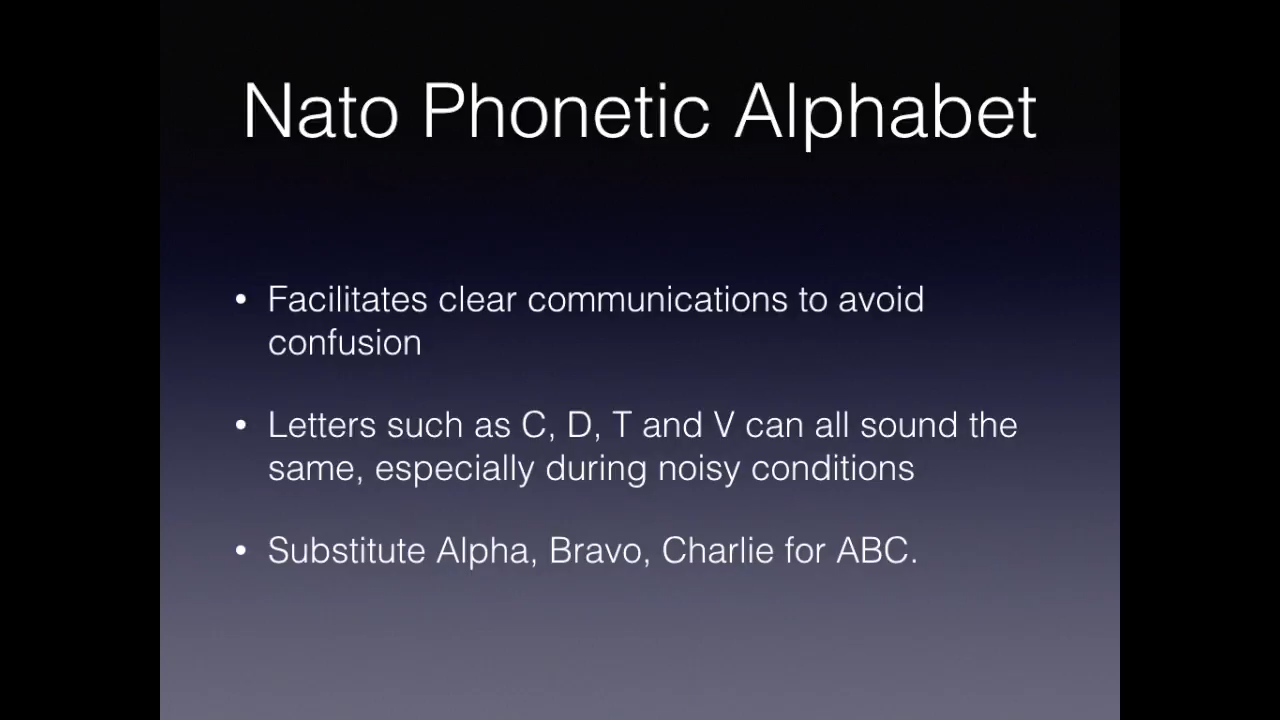 Nato Phonetic Alphabet
• Facilitates clear communications to avoid
confusion
• Letters such as C, D, T and V can all sound the
same, especially during noisy conditions
• Substitute Alpha, Bravo, Charlie for ABC.